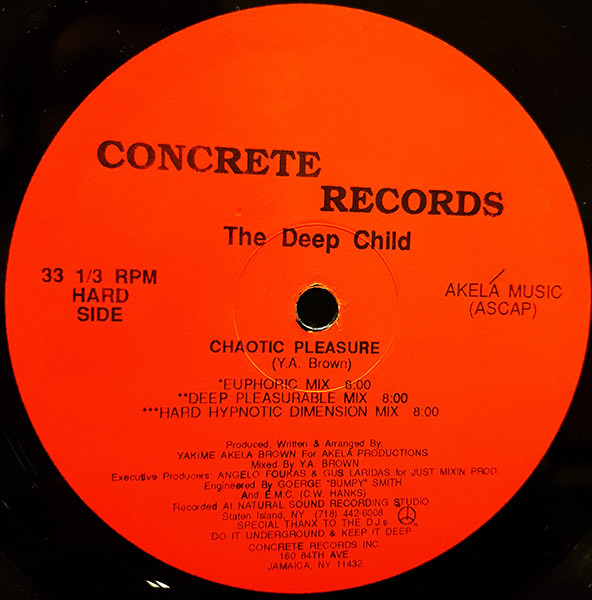 CONCRETE
RECORDS
The Deep Child
33 1/3 RPM
HARD
SIDE
AKELA MUSIC
(ASCAP)
CHAOTIC PLEASURE
(Y.A. Brown)
*EUPHORIC MIX 8:00
**DEEP PLEASURABLE MIX 8:00
***HARD HYPNOTIC DIMENSION MIX 8:00
Produced, Written & Arranged By:
YAKIME AKELA BROWN For AKELA PRODUCTIONS
Mixed By Y.A. BROWN
Executive Producers: ANGELO FOUKAS & GUS LARIDAS for JUST MIXIN PROD.
Engineered By GOERGE "BUMPY" SMITH
And E.M.C. (C.W. HANKS)
Recorded At NATURAL SOUND RECORDING STUDIO
Staten Island, NY (718) 442-6008
SPECIAL THANX TO THE D.J.s
DO IT UNDERGROUND & KEEP IT DEEP
CONCRETE RECORDS INC.
160 84TH AVE.
JAMAICA, NY 11432